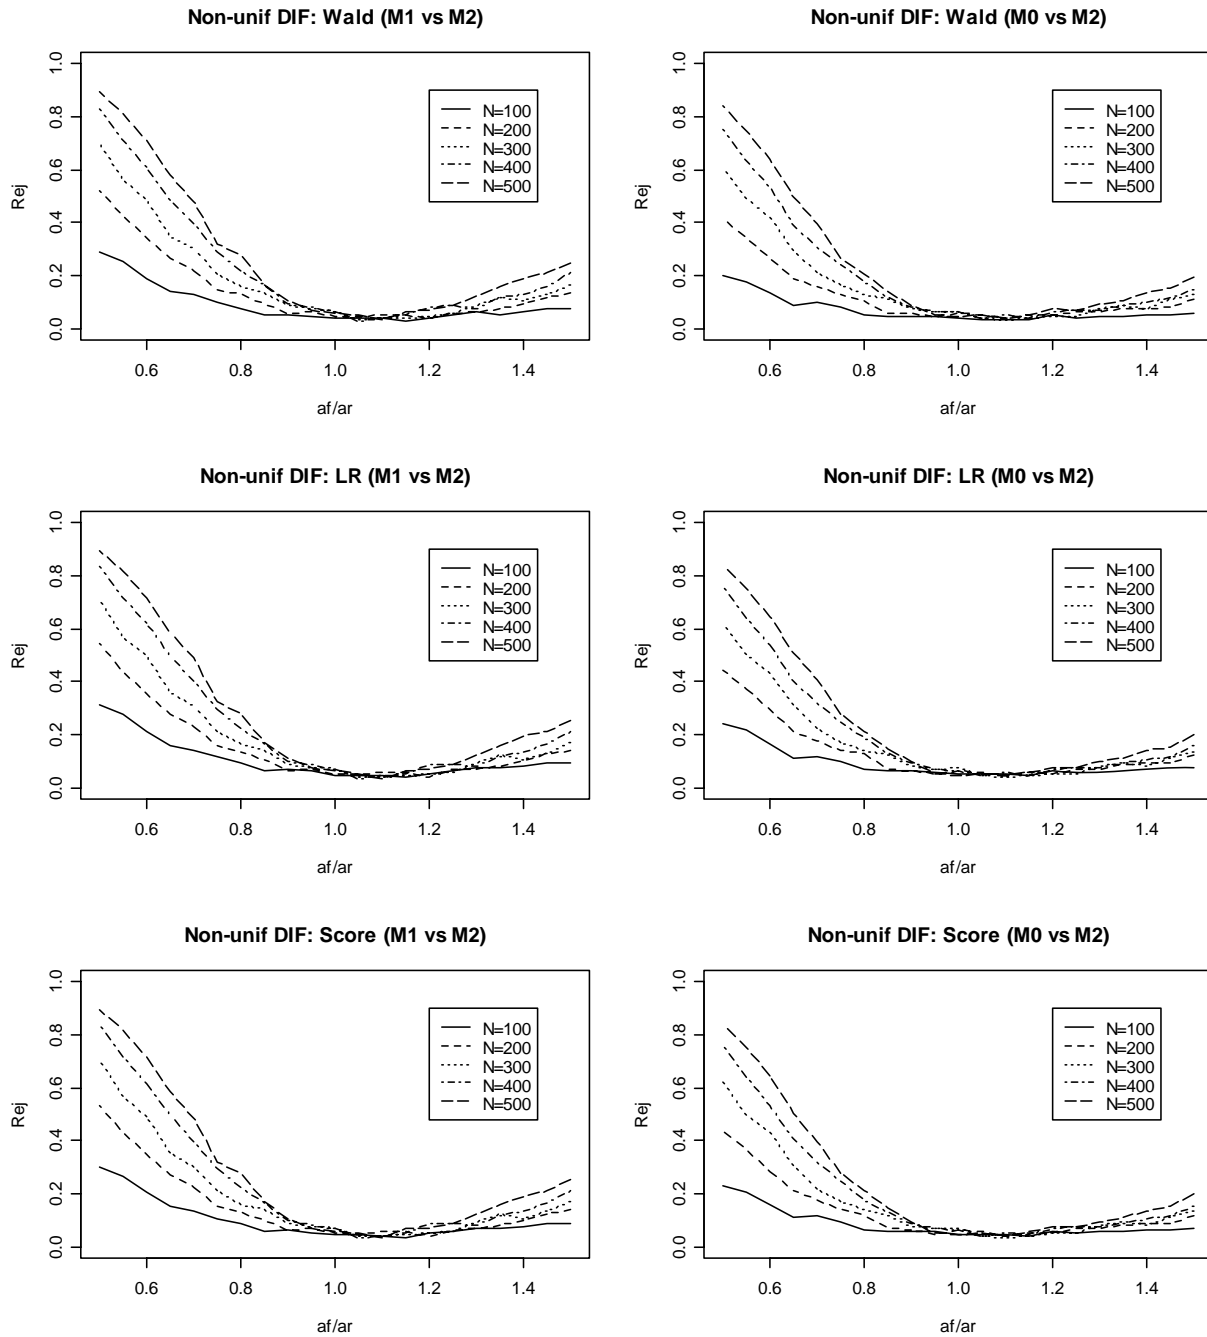 Non-unif DIF: Wald (M1 vs M2)
Rej
1.0
0.8
0.6
0.4
0.2
0.0
N=100
N=200
N=300
N=400
N=500
0.6 0.8 1.0 1.2 1.4
af/ar
Non-unif DIF: Wald (M0 vs M2)
Rej
1.0
0.8
0.6
0.4
0.2
0.0
N=100
N=200
N=300
N=400
N=500
0.6 0.8 1.0 1.2 1.4
af/ar
Non-unif DIF: LR (M1 vs M2)
Rej
1.0
0.8
0.6
0.4
0.2
0.0
N=100
N=200
N=300
N=400
N=500
0.6 0.8 1.0 1.2 1.4
af/ar
Non-unif DIF: LR (M0 vs M2)
Rej
1.0
0.8
0.6
0.4
0.2
0.0
N=100
N=200
N=300
N=400
N=500
0.6 0.8 1.0 1.2 1.4
af/ar
Non-unif DIF: Score (M1 vs M2)
Rej
1.0
0.8
0.6
0.4
0.2
0.0
N=100
N=200
N=300
N=400
N=500
0.6 0.8 1.0 1.2 1.4
af/ar
Non-unif DIF: Score (M0 vs M2)
Rej
1.0
0.8
0.6
0.4
0.2
0.0
N=100
N=200
N=300
N=400
N=500
0.6 0.8 1.0 1.2 1.4
af/ar